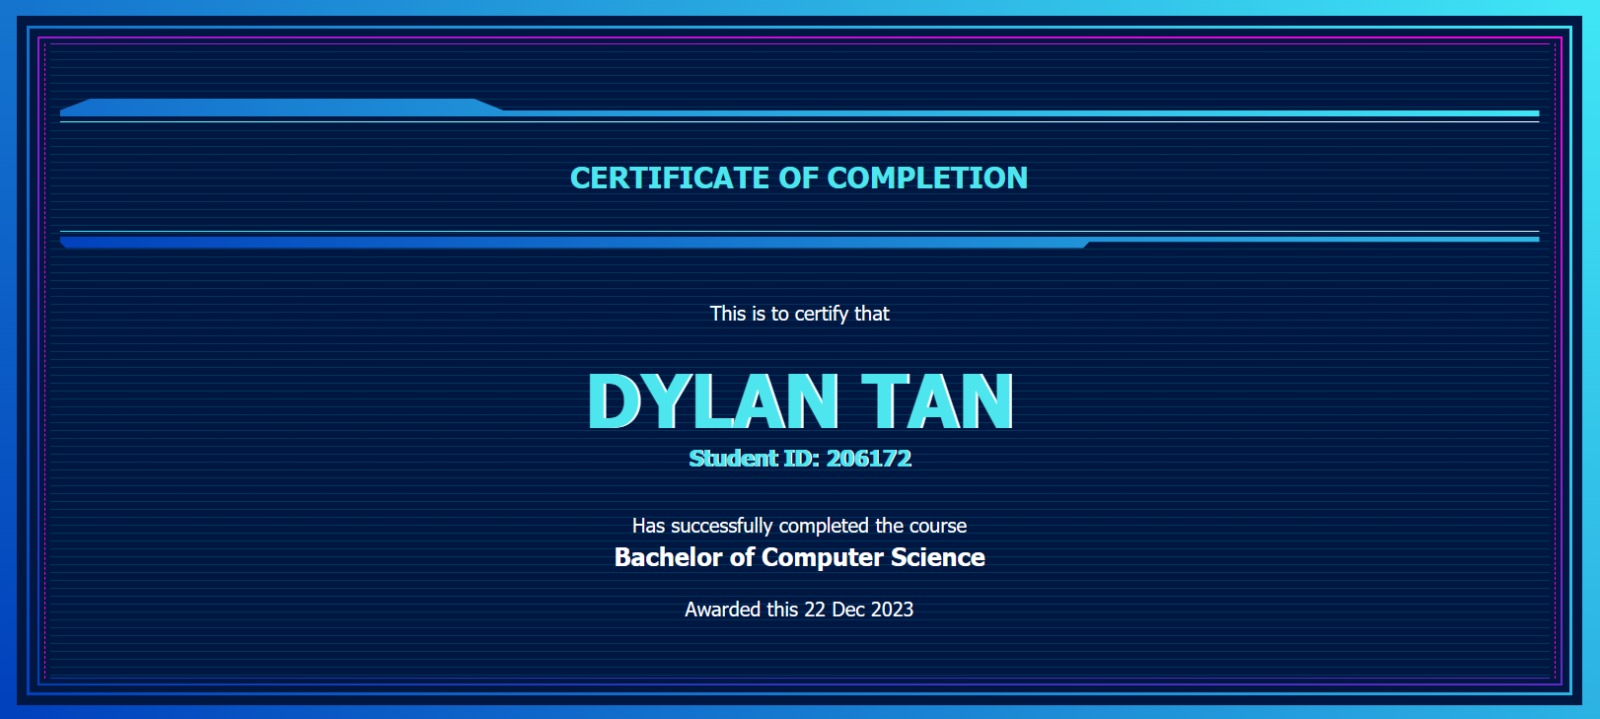 CERTIFICATE OF COMPLETION
This is to certify that
DYLAN TAN
Student ID: 206172
Has successfully completed the course
Bachelor of Computer Science
Awarded this 22 Dec 2023